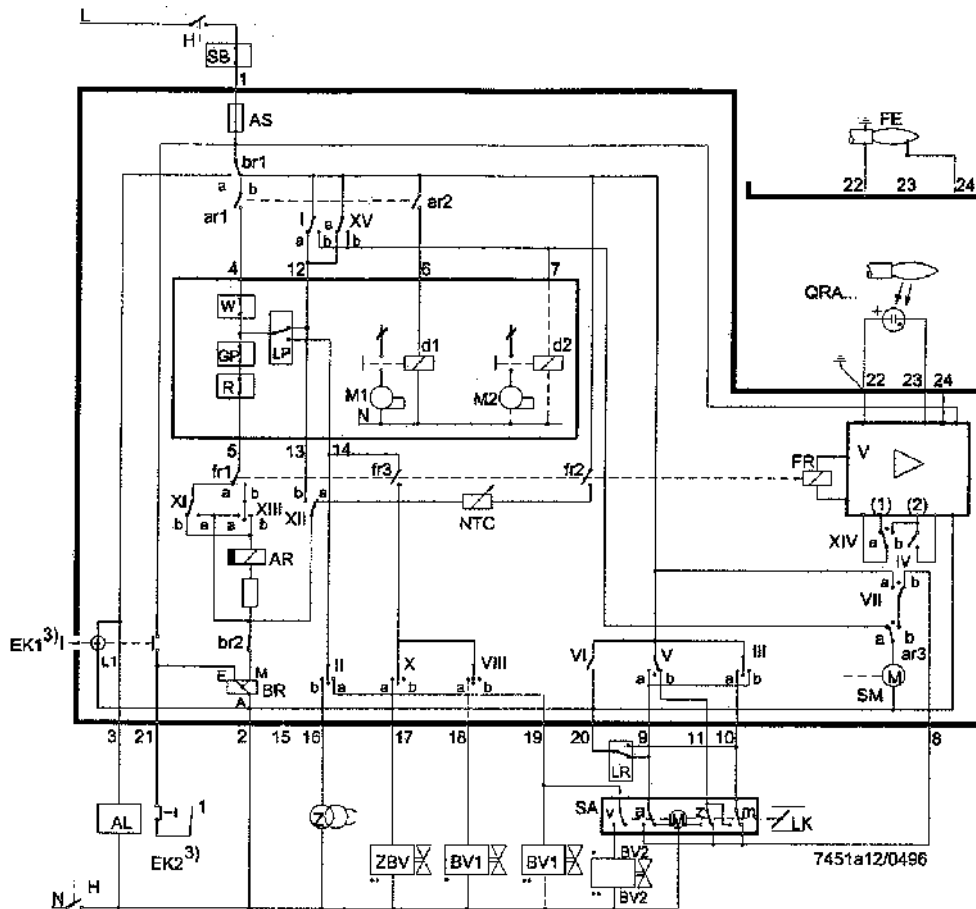 L
H
SB
1
AS
FE
br1
22 23 24
a b
ar1 I a XV ar2
a b b
4 12 6 7
QRA...
+
W
GP LP d1 d2
R
M1 M2
N
22 23 24
5 13 14
V
fr1 fr3 fr2
FR
a b b a
XI XIII XII
b a a b
NTC
(1) (2)
XIV a b IV
AR
a b
VII
EK1 3) L1
br2
a b
ar3
VI V III
E M II X VIII
BR
b a a b a b a b a b
M
SM
A
3 21 2 15 16 17 18 19 20 9 11 10 8
LR
AL
1
EK2 3)
Z
SA v a M z m
LK
ZBV BV1 BV1 BV2
BV2
7451a12/0496
N H